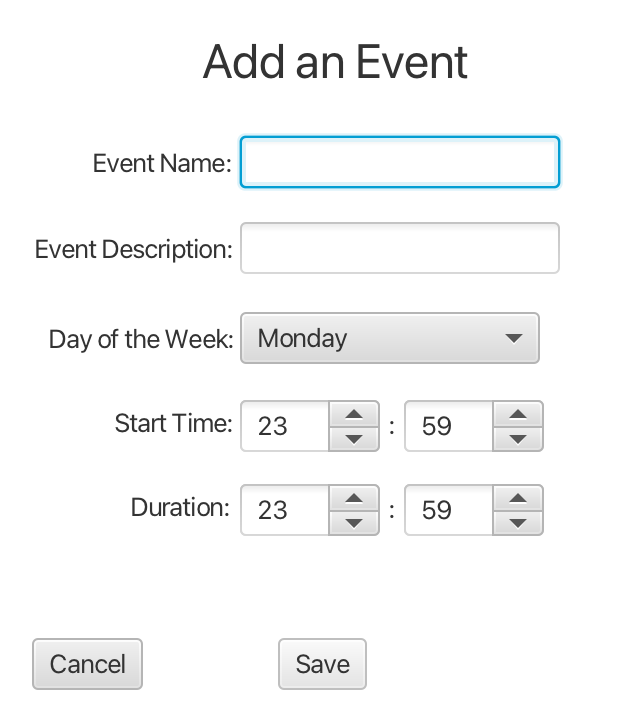 Add an Event
Event Name:
Event Description:
Day of the Week: Monday
Start Time: 23 : 59
Duration: 23 : 59
Cancel Save